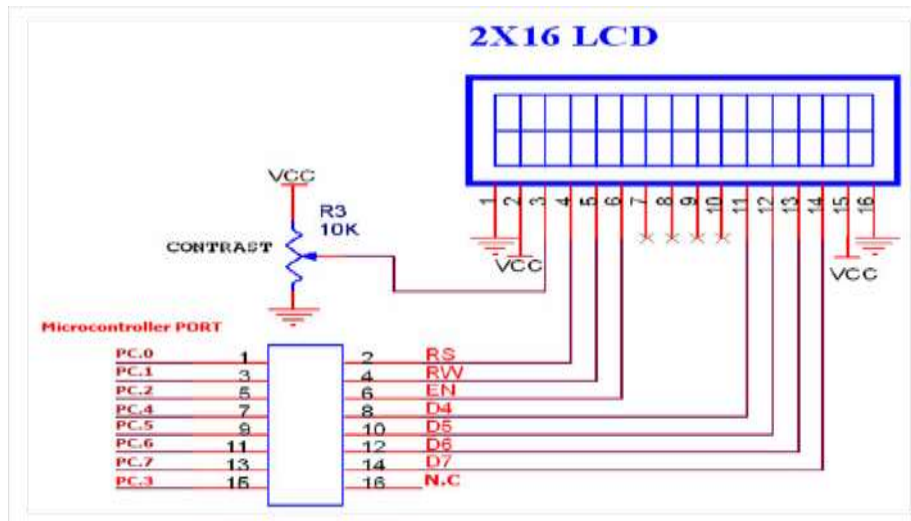 2X16 LCD
VCC
R3
10K
CONTRAST
1 2 3 4 5 6 7 8 9 10 11 12 13 14 15 16
VCC
VCC
Microcontroller PORT
PC.0 1 2 RS
PC.1 3 4 RW
PC.2 5 6 EN
PC.4 7 8 D4
PC.5 9 10 D5
PC.6 11 12 D6
PC.7 13 14 D7
PC.3 15 16 N.C